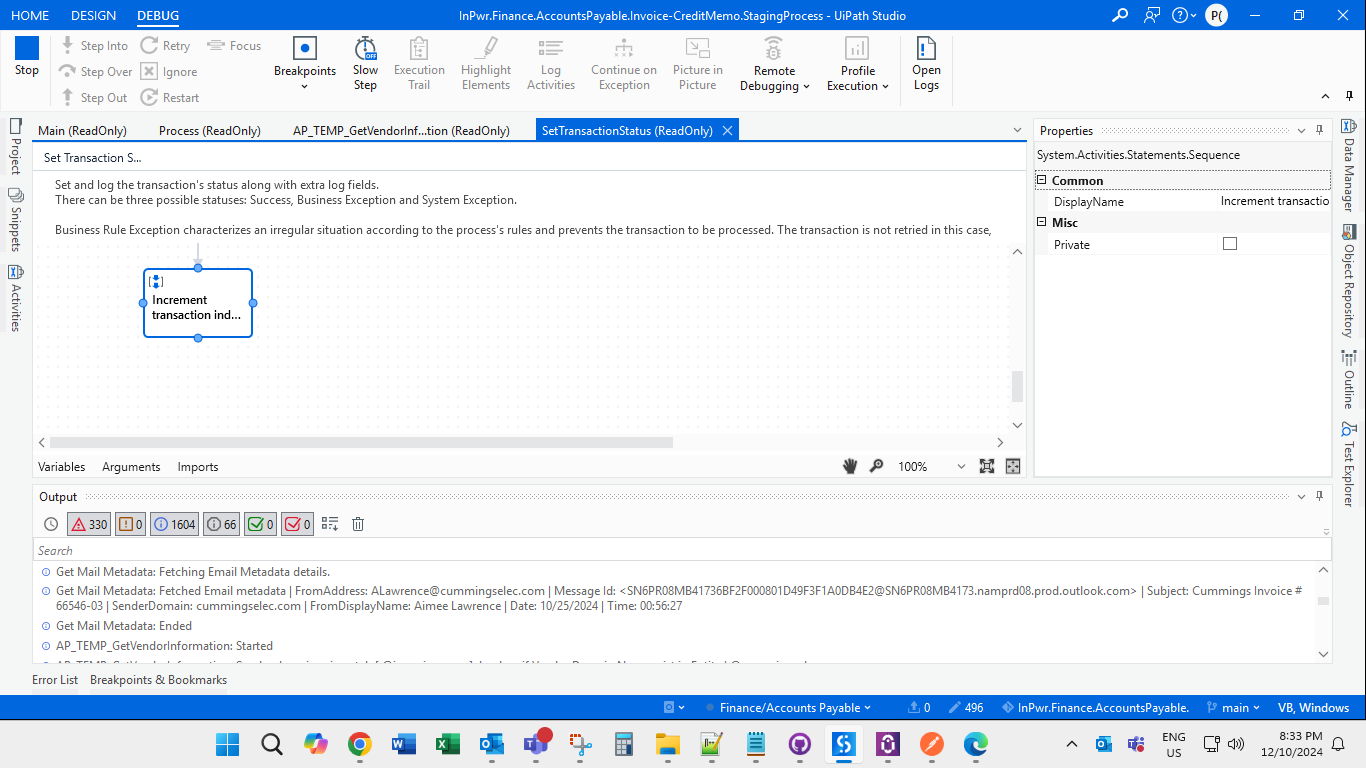 HOME DESIGN DEBUG InPwr.Finance.AccountsPayable.Invoice-CreditMemo.StagingProcess - UiPath Studio P(
Stop
Step Into Retry Focus
Step Over Ignore
Step Out Restart
Breakpoints
Slow Step
Execution Trail
Highlight Elements
Log Activities
Continue on Exception
Picture in Picture
Remote Debugging
Profile Execution
Open Logs
Main (ReadOnly) Process (ReadOnly) AP_TEMP_GetVendorInf...tion (ReadOnly) SetTransactionStatus (ReadOnly)
Project
Snippets
Activities
Set Transaction S...
Set and log the transaction's status along with extra log fields.
There can be three possible statuses: Success, Business Exception and System Exception.
Business Rule Exception characterizes an irregular situation according to the process's rules and prevents the transaction to be processed. The transaction is not retried in this case,
Increment
transaction ind...
Variables Arguments Imports 100%
Properties
System.Activities.Statements.Sequence
Common
DisplayName Increment transactio
Misc
Private
Data Manager
Object Repository
Outline
Test Explorer
Output
330 0 1604 66 0 0
Search
Get Mail Metadata: Fetching Email Metadata details.
Get Mail Metadata: Fetched Email metadata | FromAddress: ALawrence@cummingselec.com | Message Id: <SN6PR08MB41736BF2F000801D49F3F1A0DB4E2@SN6PR08MB4173.namprd08.prod.outlook.com> | Subject: Cummings Invoice #
66546-03 | SenderDomain: cummingselec.com | FromDisplayName: Aimee Lawrence | Date: 10/25/2024 | Time: 00:56:27
Get Mail Metadata: Ended
AP_TEMP_GetVendorInformation: Started
Error List Breakpoints & Bookmarks
Finance/Accounts Payable 0 496 InPwr.Finance.AccountsPayable. main VB, Windows
ENG
US
8:33 PM
12/10/2024